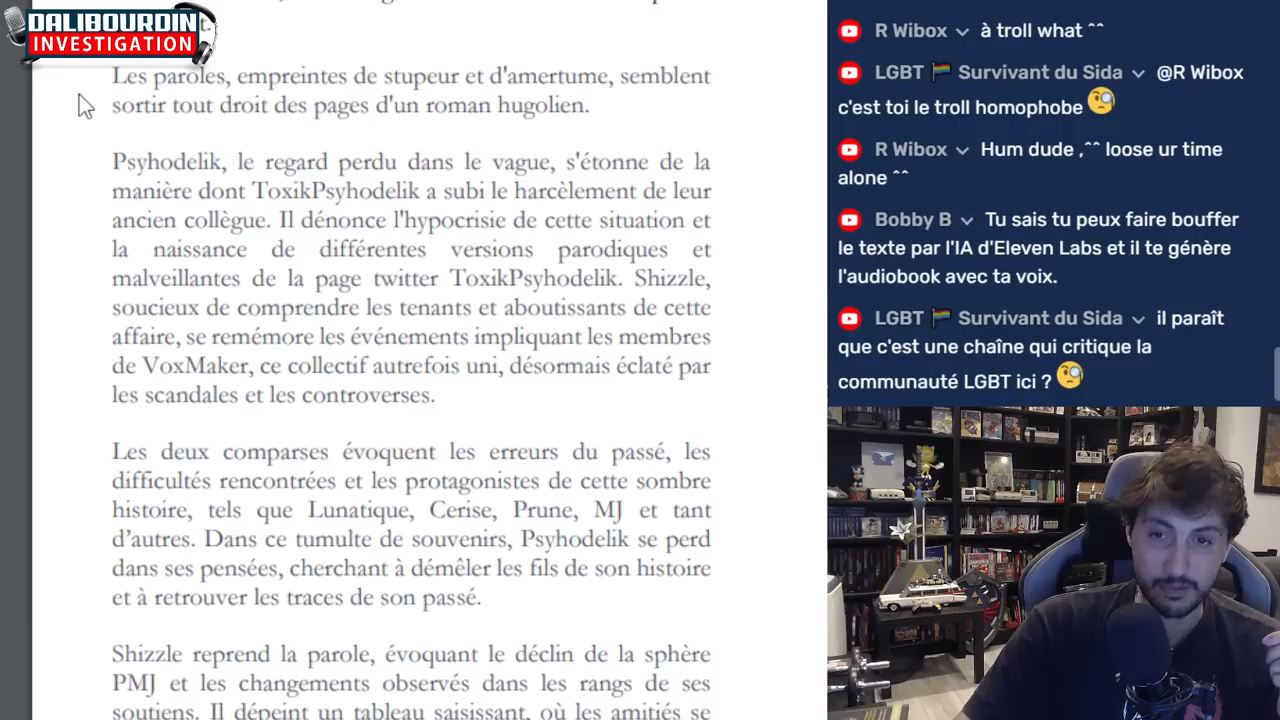 DALIBOURDIN
INVESTIGATION
Les paroles, empreintes de stupeur et d'amertume, semblent
sortir tout droit des pages d'un roman hugolien.
Psyhodelik, le regard perdu dans le vague, s'étonne de la
manière dont ToxikPsyhodelik a subi le harcèlement de leur
ancien collègue. Il dénonce l'hypocrisie de cette situation et
la naissance de différentes versions parodiques et
malveillantes de la page twitter ToxikPsyhodelik. Shizzle,
soucieux de comprendre les tenants et aboutissants de cette
affaire, se remémore les événements impliquant les membres
de VoxMaker, ce collectif autrefois uni, désormais éclaté par
les scandales et les controverses.
Les deux comparses évoquent les erreurs du passé, les
difficultés rencontrées et les protagonistes de cette sombre
histoire, tels que Lunatique, Cerise, Prune, MJ et tant
d’autres. Dans ce tumulte de souvenirs, Psyhodelik se perd
dans ses pensées, cherchant à démêler les fils de son histoire
et à retrouver les traces de son passé.
Shizzle reprend la parole, évoquant le déclin de la sphère
PMJ et les changements observés dans les rangs de ses
soutiens. Il dépeint un tableau saisissant, où les amitiés se
R Wibox à troll what ^^
LGBT 🏳️‍🌈 Survivant du Sida @R Wibox
c'est toi le troll homophobe 🧐
R Wibox Hum dude ,^^ loose ur time
alone ^^
Bobby B Tu sais tu peux faire bouffer
le texte par l'IA d'Eleven Labs et il te génère
l'audiobook avec ta voix.
LGBT 🏳️‍🌈 Survivant du Sida il paraît
que c'est une chaîne qui critique la
communauté LGBT ici ? 🧐